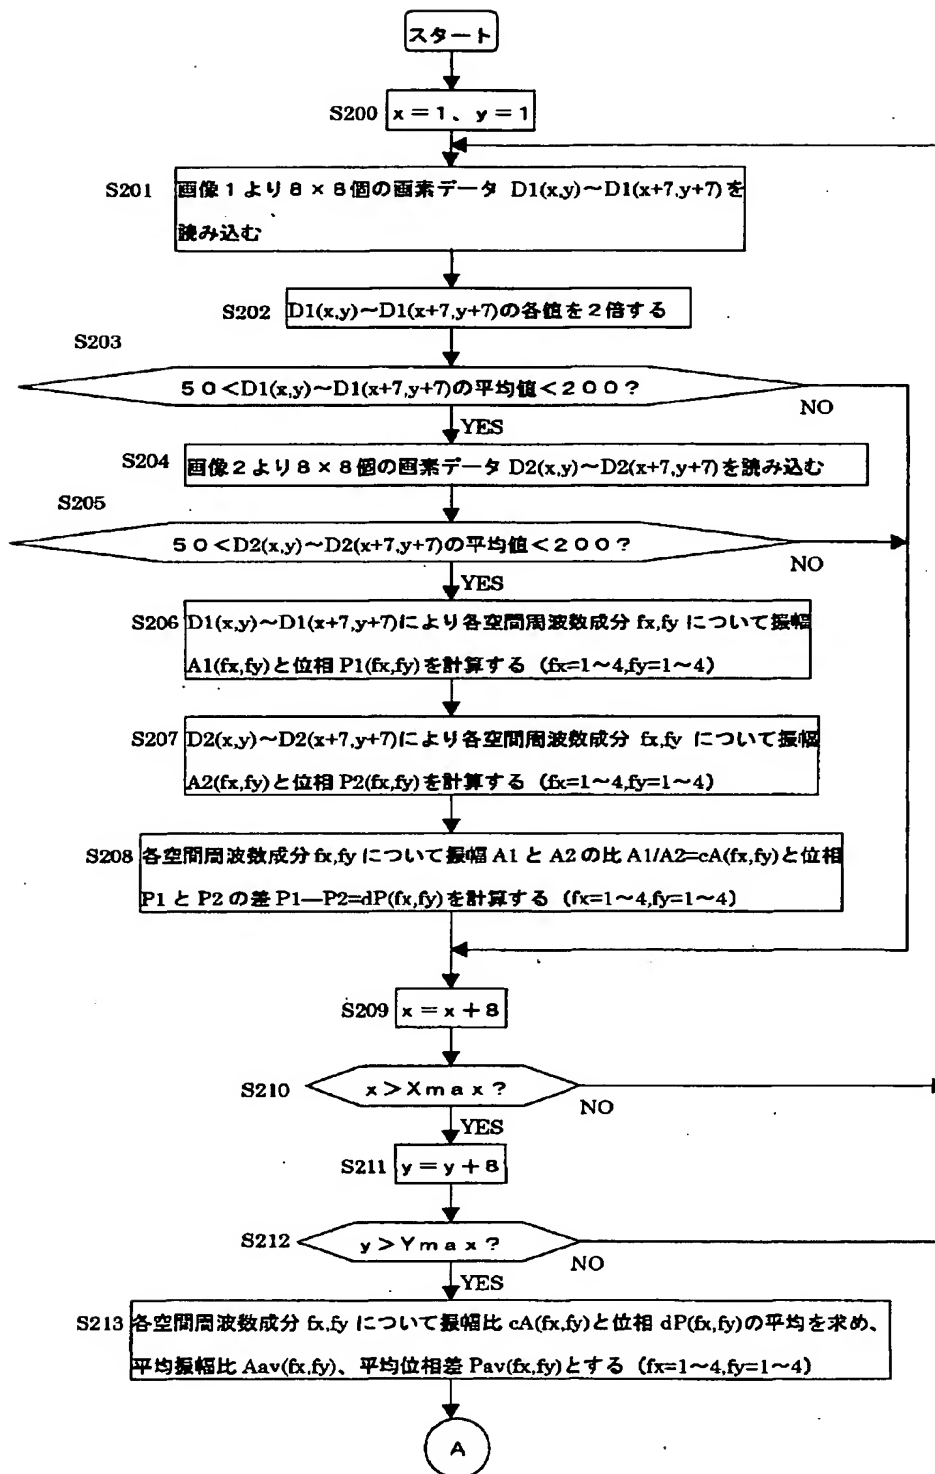 スタート
S200 x=1、y=1
S201 画像1より8×8個の画素データ D1(x,y)~D1(x+7,y+7)を
読み込む
S202 D1(x,y)~D1(x+7,y+7)の各値を2倍する
S203
50<D1(x,y)~D1(x+7,y+7)の平均値<200?
NO
YES
S204 画像2より8×8個の画素データ D2(x,y)~D2(x+7,y+7)を読み込む
S205
50<D2(x,y)~D2(x+7,y+7)の平均値<200?
NO
YES
S206 D1(x,y)~D1(x+7,y+7)により各空間周波数成分 fx,fy について振幅
A1(fx,fy)と位相 P1(fx,fy)を計算する (fx=1~4,fy=1~4)
S207 D2(x,y)~D2(x+7,y+7)により各空間周波数成分 fx,fy について振幅
A2(fx,fy)と位相 P2(fx,fy)を計算する (fx=1~4,fy=1~4)
S208 各空間周波数成分 fx,fy について振幅 A1 と A2 の比 A1/A2=cA(fx,fy)と位相
P1 と P2 の差 P1—P2=dP(fx,fy)を計算する (fx=1~4,fy=1~4)
S209 x=x+8
S210 x>Xmax?
NO
YES
S211 y=y+8
S212 y>Ymax?
NO
YES
S213 各空間周波数成分 fx,fy について振幅比 cA(fx,fy)と位相 dP(fx,fy)の平均を求め、
平均振幅比 Aav(fx,fy)、平均位相差 Pav(fx,fy)とする (fx=1~4,fy=1~4)
A